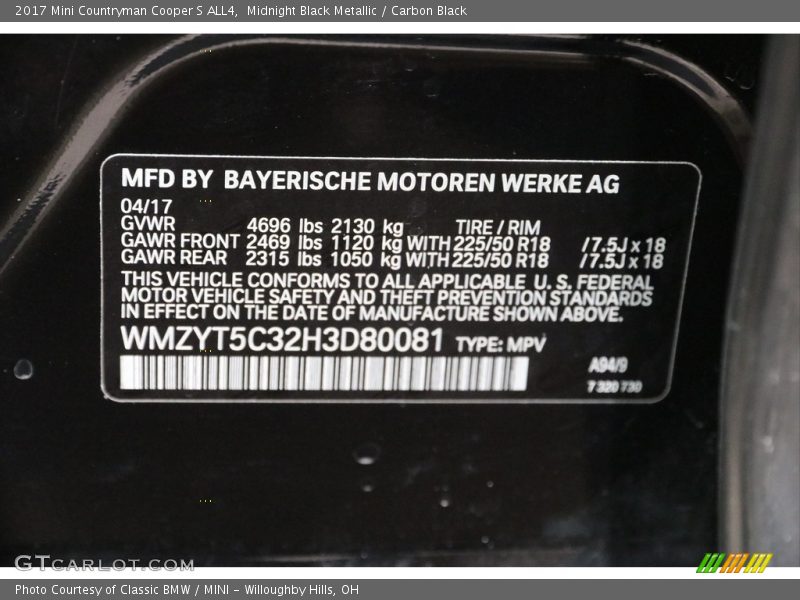 2017 Mini Countryman Cooper S ALL4, Midnight Black Metallic / Carbon Black
MFD BY BAYERISCHE MOTOREN WERKE AG
04/17
GVWR 4696 lbs 2130 kg TIRE / RIM
GAWR FRONT 2469 lbs 1120 kg WITH 225/50 R18 /7.5J x 18
GAWR REAR 2315 lbs 1050 kg WITH 225/50 R18 /7.5J x 18
THIS VEHICLE CONFORMS TO ALL APPLICABLE U. S. FEDERAL
MOTOR VEHICLE SAFETY AND THEFT PREVENTION STANDARDS
IN EFFECT ON THE DATE OF MANUFACTURE SHOWN ABOVE.
WMZYT5C32H3D80081 TYPE: MPV
A94/9
7 320 730
GTCARLOT.COM
Photo Courtesy of Classic BMW / MINI - Willoughby Hills, OH